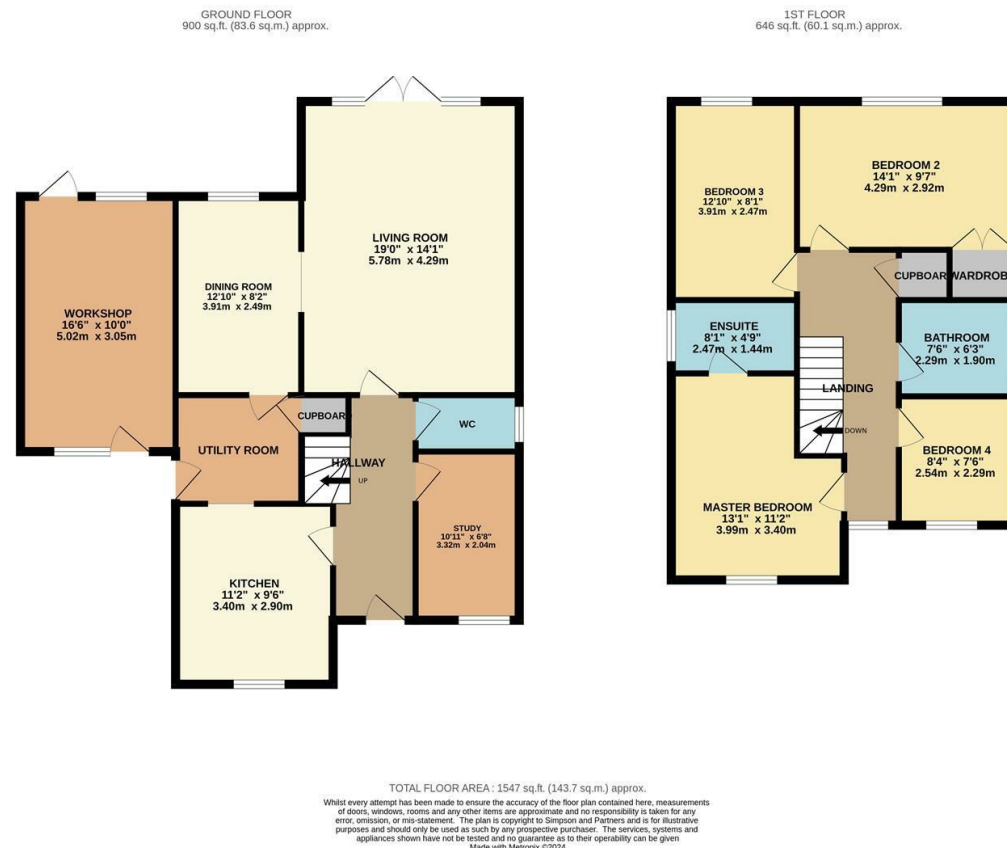 GROUND FLOOR
900 sq.ft. (83.6 sq.m.) approx.
1ST FLOOR
646 sq.ft. (60.1 sq.m.) approx.
LIVING ROOM
19'0" x 14'1"
5.78m x 4.29m
DINING ROOM
12'10" x 8'2"
3.91m x 2.49m
WORKSHOP
16'6" x 10'0"
5.02m x 3.05m
CUPBOARD
WC
UTILITY ROOM
HALLWAY
UP
STUDY
10'11" x 6'8"
3.32m x 2.04m
KITCHEN
11'2" x 9'6"
3.40m x 2.90m
BEDROOM 2
14'1" x 9'7"
4.29m x 2.92m
BEDROOM 3
12'10" x 8'1"
3.91m x 2.47m
CUPBOARD
WARDROB
ENSUITE
8'1" x 4'9"
2.47m x 1.44m
BATHROOM
7'6" x 6'3"
2.29m x 1.90m
LANDING
DOWN
BEDROOM 4
8'4" x 7'6"
2.54m x 2.29m
MASTER BEDROOM
13'1" x 11'2"
3.99m x 3.40m
TOTAL FLOOR AREA : 1547 sq.ft. (143.7 sq.m.) approx.
Whilst every attempt has been made to ensure the accuracy of the floor plan contained here, measurements
of doors, windows, rooms and any other items are approximate and no responsibility is taken for any
error, omission, or mis-statement. The plan is copyright to Simpson and Partners and is for illustrative
purposes and should only be used as such by any prospective purchaser. The services, systems and
appliances shown have not be tested and no guarantee as to their operability can be given
Made with Metropix ©2024